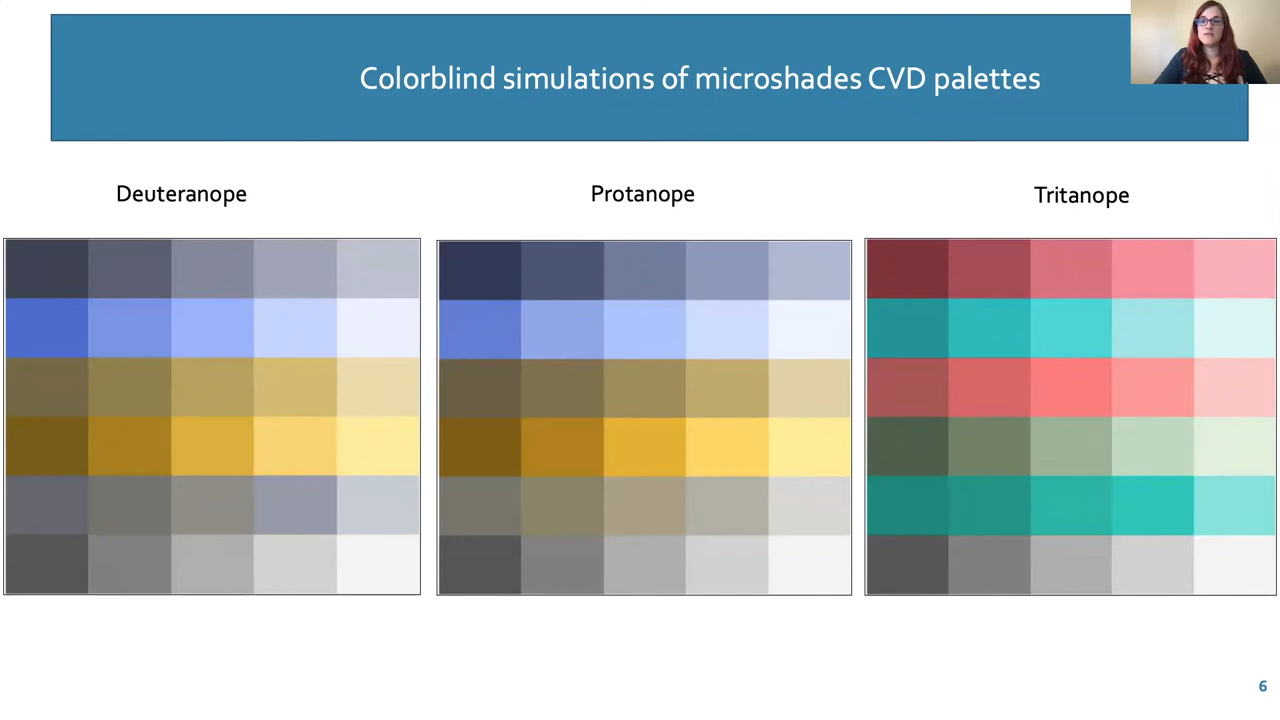 Colorblind simulations of microshades CVD palettes
Deuteranope
Protanope
Tritanope
6